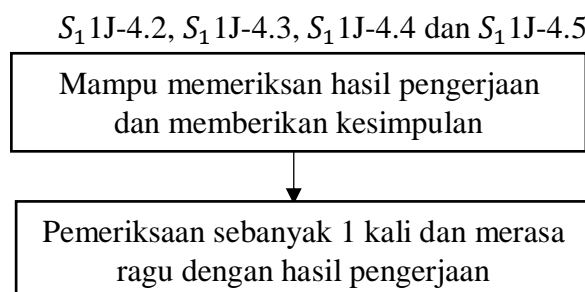 S₁1J-4.2, S₁1J-4.3, S₁1J-4.4 dan S₁1J-4.5
Mampu memeriksan hasil pengerjaan
dan memberikan kesimpulan
Pemeriksaan sebanyak 1 kali dan merasa
ragu dengan hasil pengerjaan